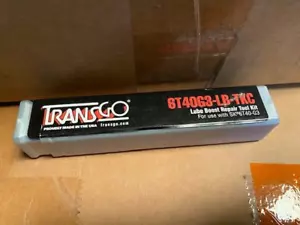 TRANSGO
PROUDLY MADE IN THE USA
Transgo.com
6T40G3-LB-TKC
Lube Boost Repair Tool Kit
For use with SK®6T40-G3